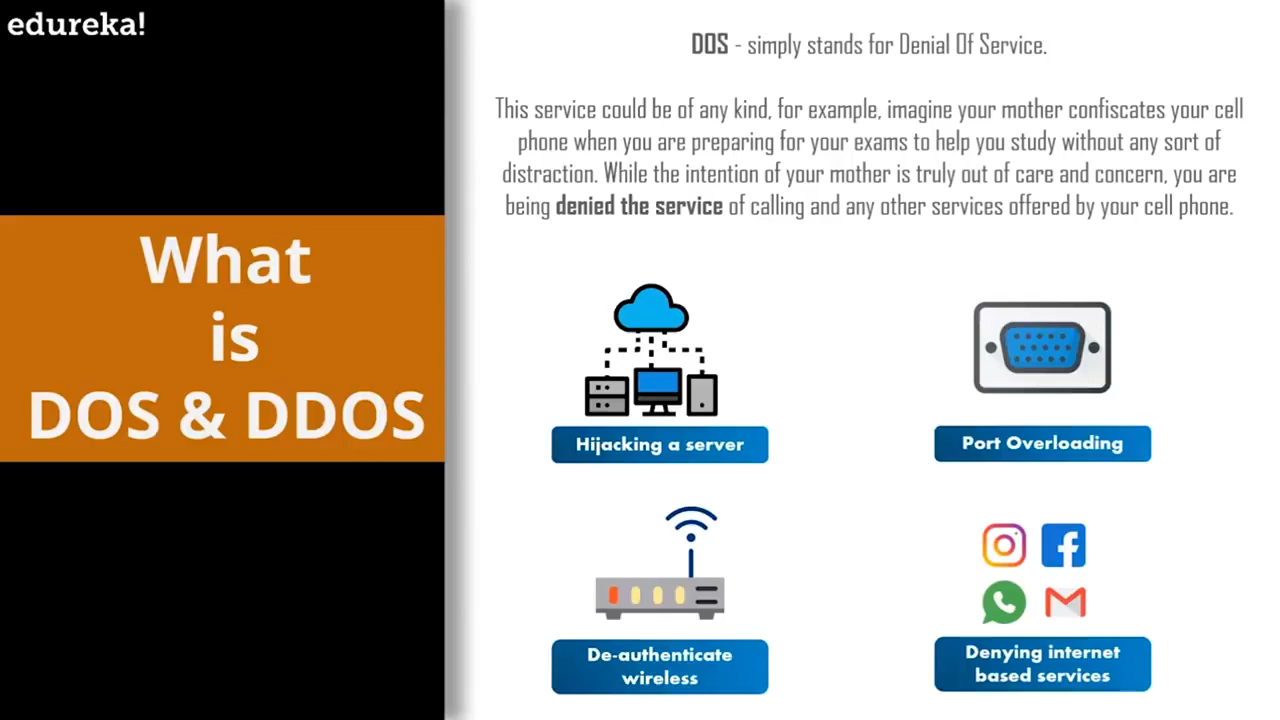 edureka!
What
is
DOS & DDOS
DOS - simply stands for Denial Of Service.
This service could be of any kind, for example, imagine your mother confiscates your cell
phone when you are preparing for your exams to help you study without any sort of
distraction. While the intention of your mother is truly out of care and concern, you are
being denied the service of calling and any other services offered by your cell phone.
Hijacking a server
Port Overloading
De-authenticate
wireless
Denying internet
based services